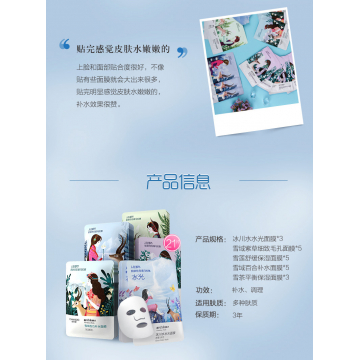 贴完感觉皮肤水嫩嫩的
上脸和面部贴合度很好，不像
贴有些面膜就会大出来很多，
贴完明显感觉皮肤水嫩嫩的，
补水效果很赞。
产品信息
产品规格：
冰川水水光面膜*3
雪域紫草细致毛孔面膜*5
雪莲舒缓保湿面膜*5
雪域百合补水面膜*5
雪茶平衡保湿面膜*3
功效：
补水、调理
适用肤质：
多种肤质
保质期：
3年
21
水光